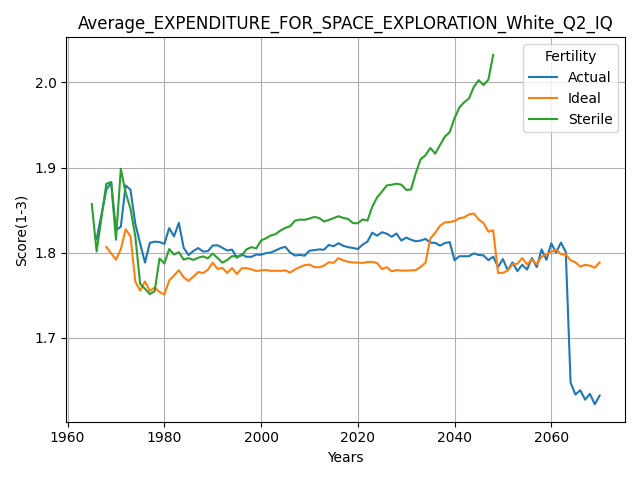 Average_EXPENDITURE_FOR_SPACE_EXPLORATION_White_Q2_IQ
Fertility
Actual
Ideal
Sterile
Score(1-3)
2.0
1.9
1.8
1.7
1960
1980
2000
2020
2040
2060
Years